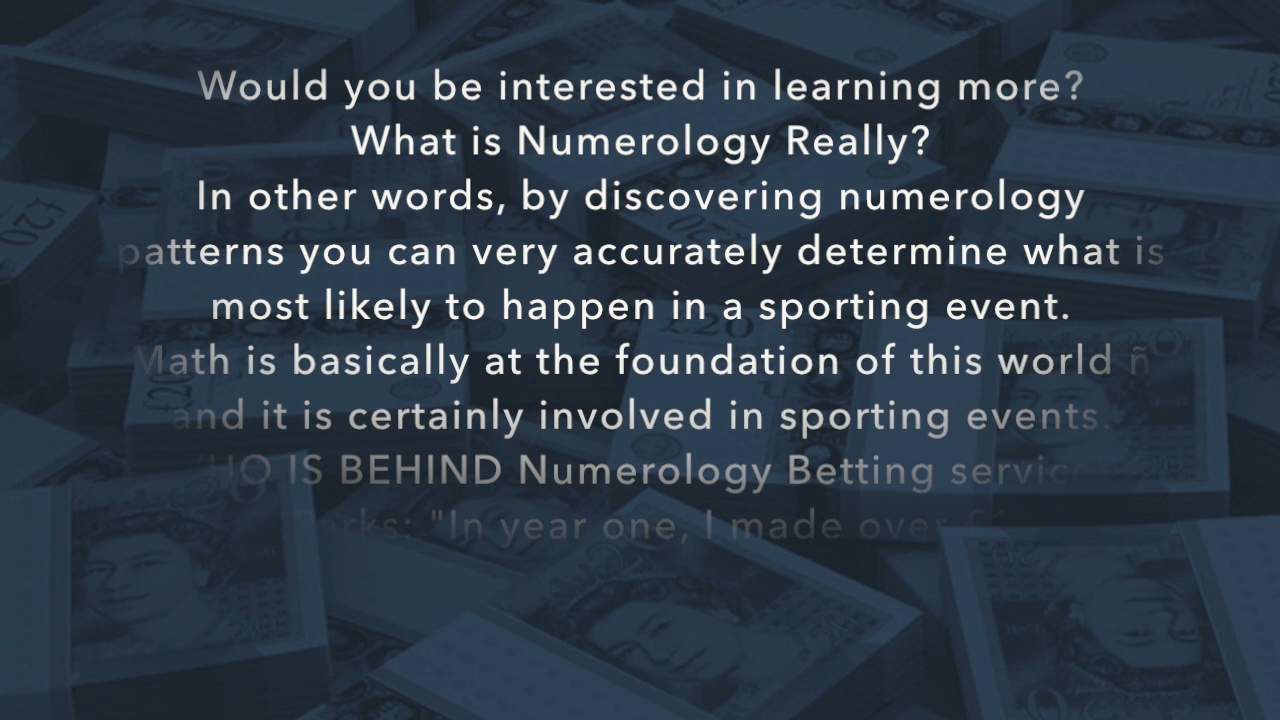 Would you be interested in learning more?
What is Numerology Really?
In other words, by discovering numerology
patterns you can very accurately determine what is
most likely to happen in a sporting event.
Math is basically at the foundation of this world ñ
and it is certainly involved in sporting events.
IS BEHIND Numerology Betting
"In year one, I made over
£20
£20
£20